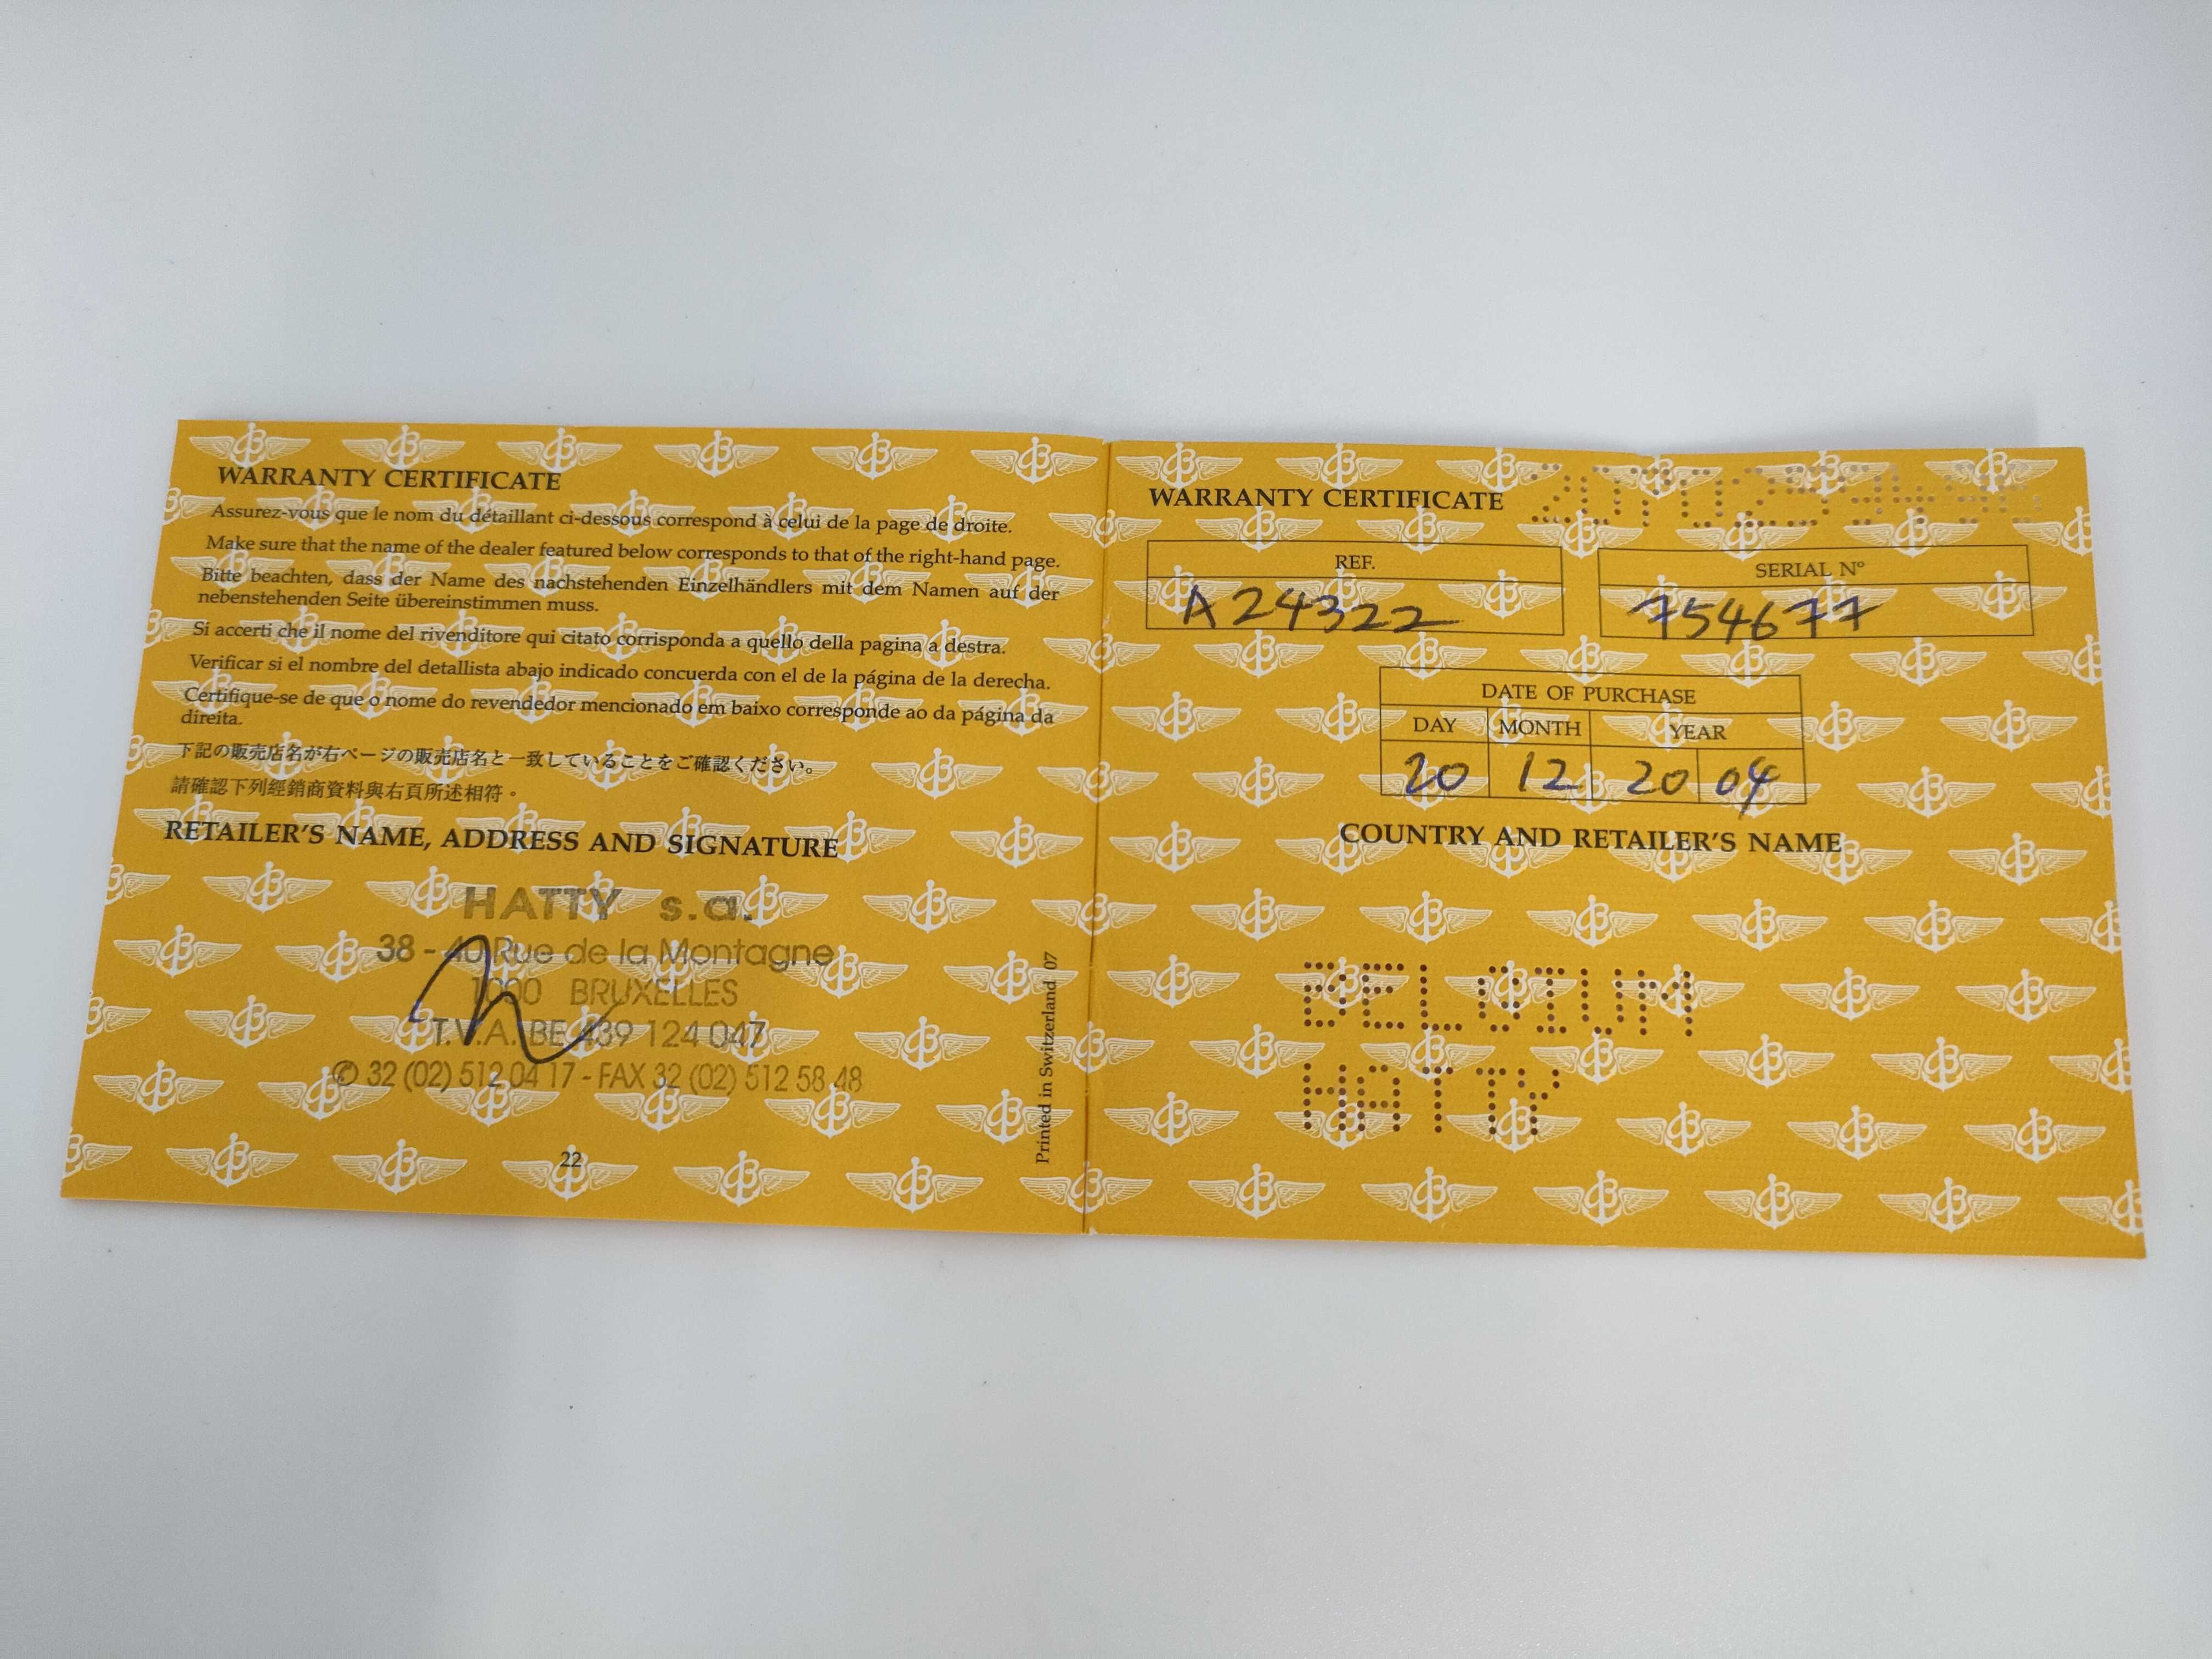 WARRANTY CERTIFICATE
Assurez-vous que le nom du détaillant ci-dessous correspond à celui de la page de droite.
Make sure that the name of the dealer featured below corresponds to that of the right-hand page.
Bitte beachten, dass der Name des nachstehenden Einzelhändlers mit dem Namen auf der
nebenstehenden Seite übereinstimmen muss.
Si accerti che il nome del rivenditore qui citato corrisponda a quello della pagina a destra.
Verificar si el nombre del detallista abajo indicado concuerda con el de la página de la derecha.
Certifique-se de que o nome do revendedor mencionado em baixo corresponde ao da página da
direita.
下記の販売店名が右ページの販売店名と一致していることをご確認ください。
請確認下列經銷商資料與右頁所述相符。
RETAILER'S NAME, ADDRESS AND SIGNATURE
HATTY s.a.
38 - 40 Rue de la Montagne
1000 BRUXELLES
T.V.A. BE 439 124 047
✆ 32 (02) 512 04 17 - FAX 32 (02) 512 58 48
22
Printed in Switzerland 07
WARRANTY CERTIFICATE
REF.
A24322
SERIAL Nº
754677
DATE OF PURCHASE
DAY MONTH YEAR
20 12 20 04
COUNTRY AND RETAILER'S NAME
BELGIUM
HATTY